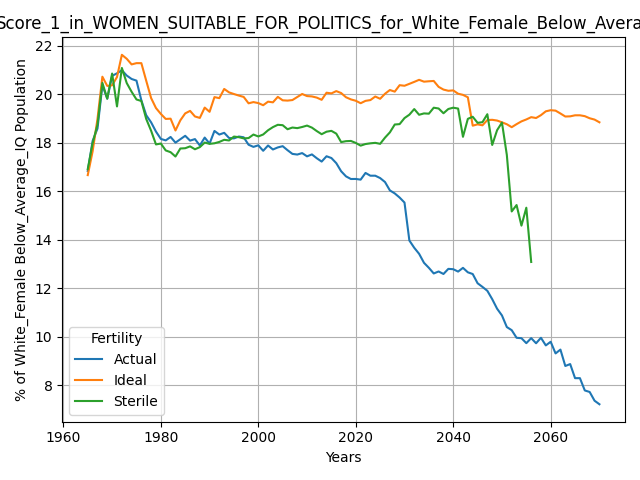 Score_1_in_WOMEN_SUITABLE_FOR_POLITICS_for_White_Female_Below_Avera
% of White_Female Below_Average_IQ Population
22
20
18
16
14
12
10
8
Fertility
Actual
Ideal
Sterile
1960 1980 2000 2020 2040 2060
Years